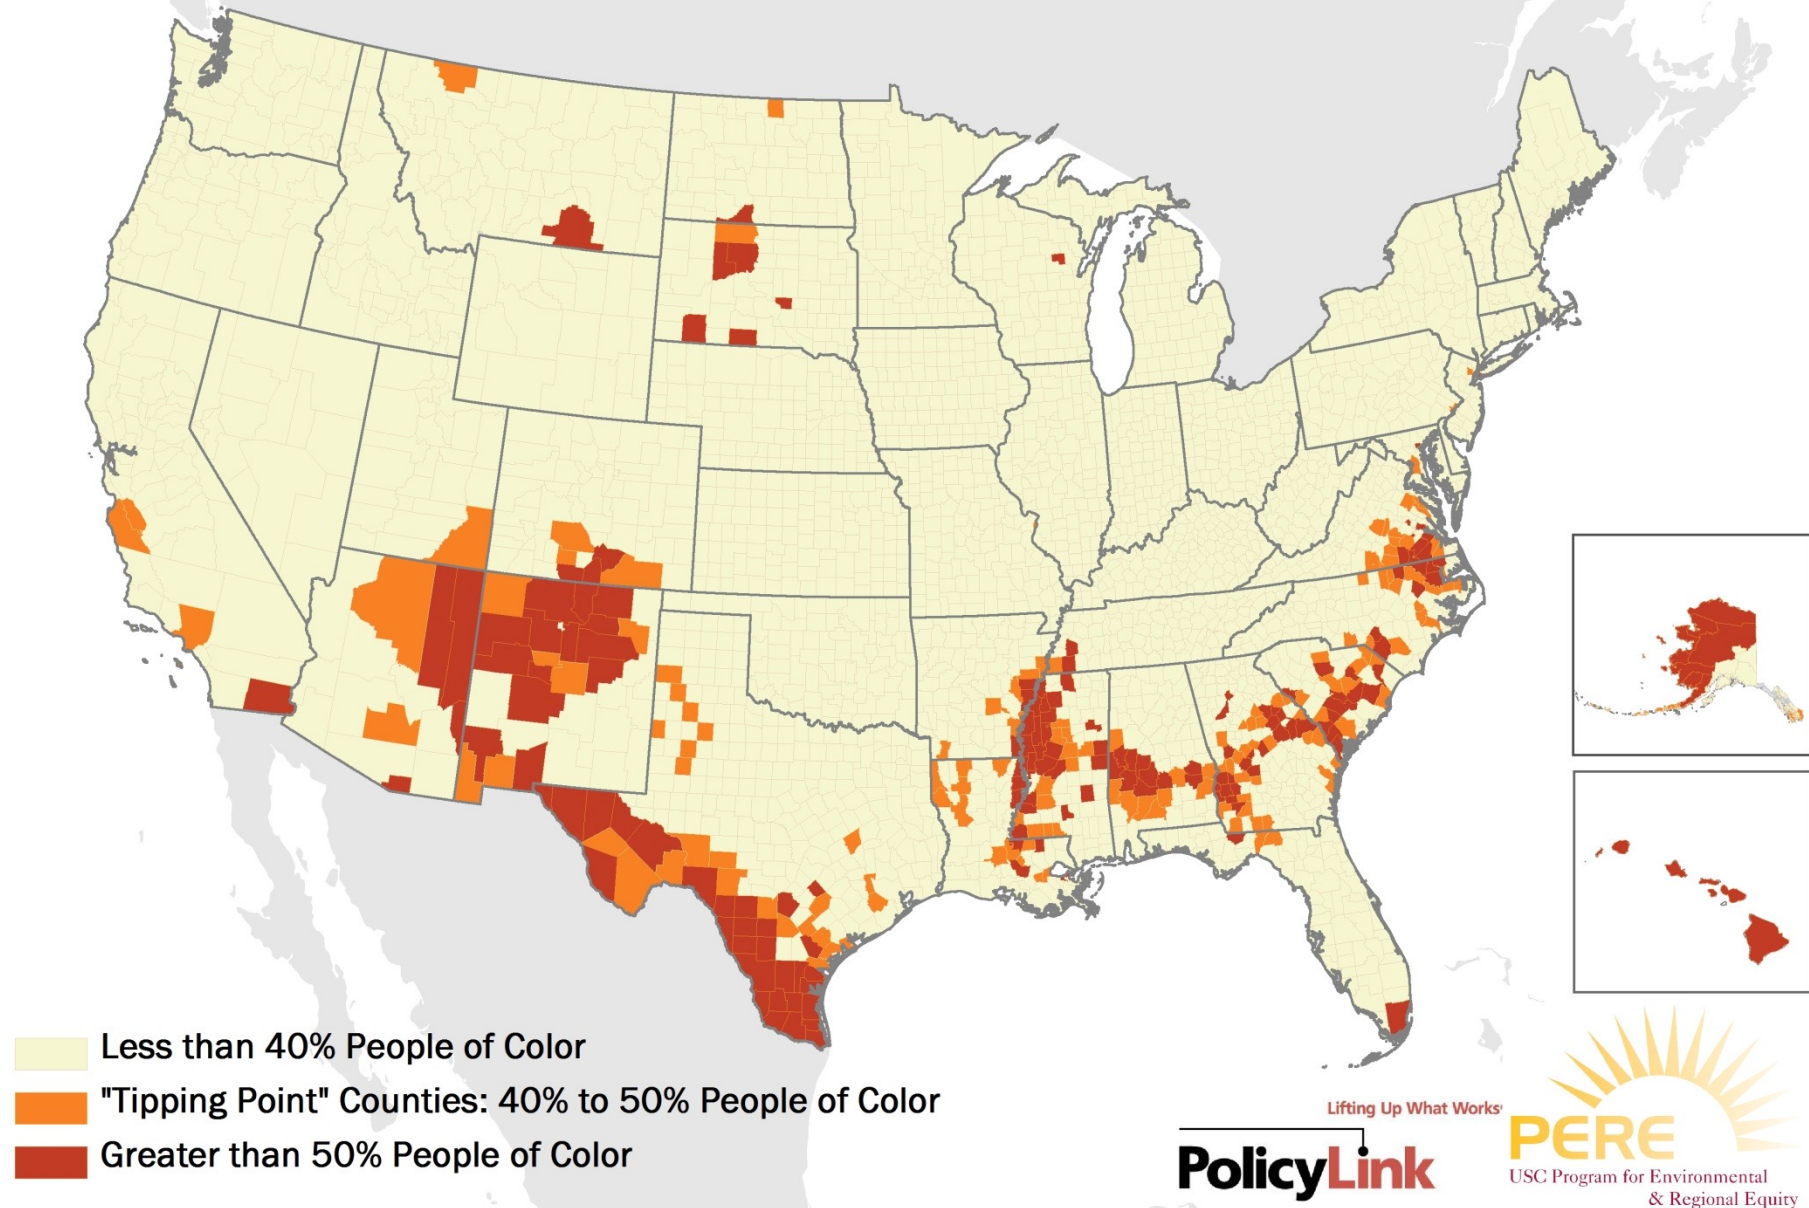 Less than 40% People of Color
"Tipping Point" Counties: 40% to 50% People of Color
Greater than 50% People of Color
Lifting Up What Works
PolicyLink
PERE
USC Program for Environmental
& Regional Equity